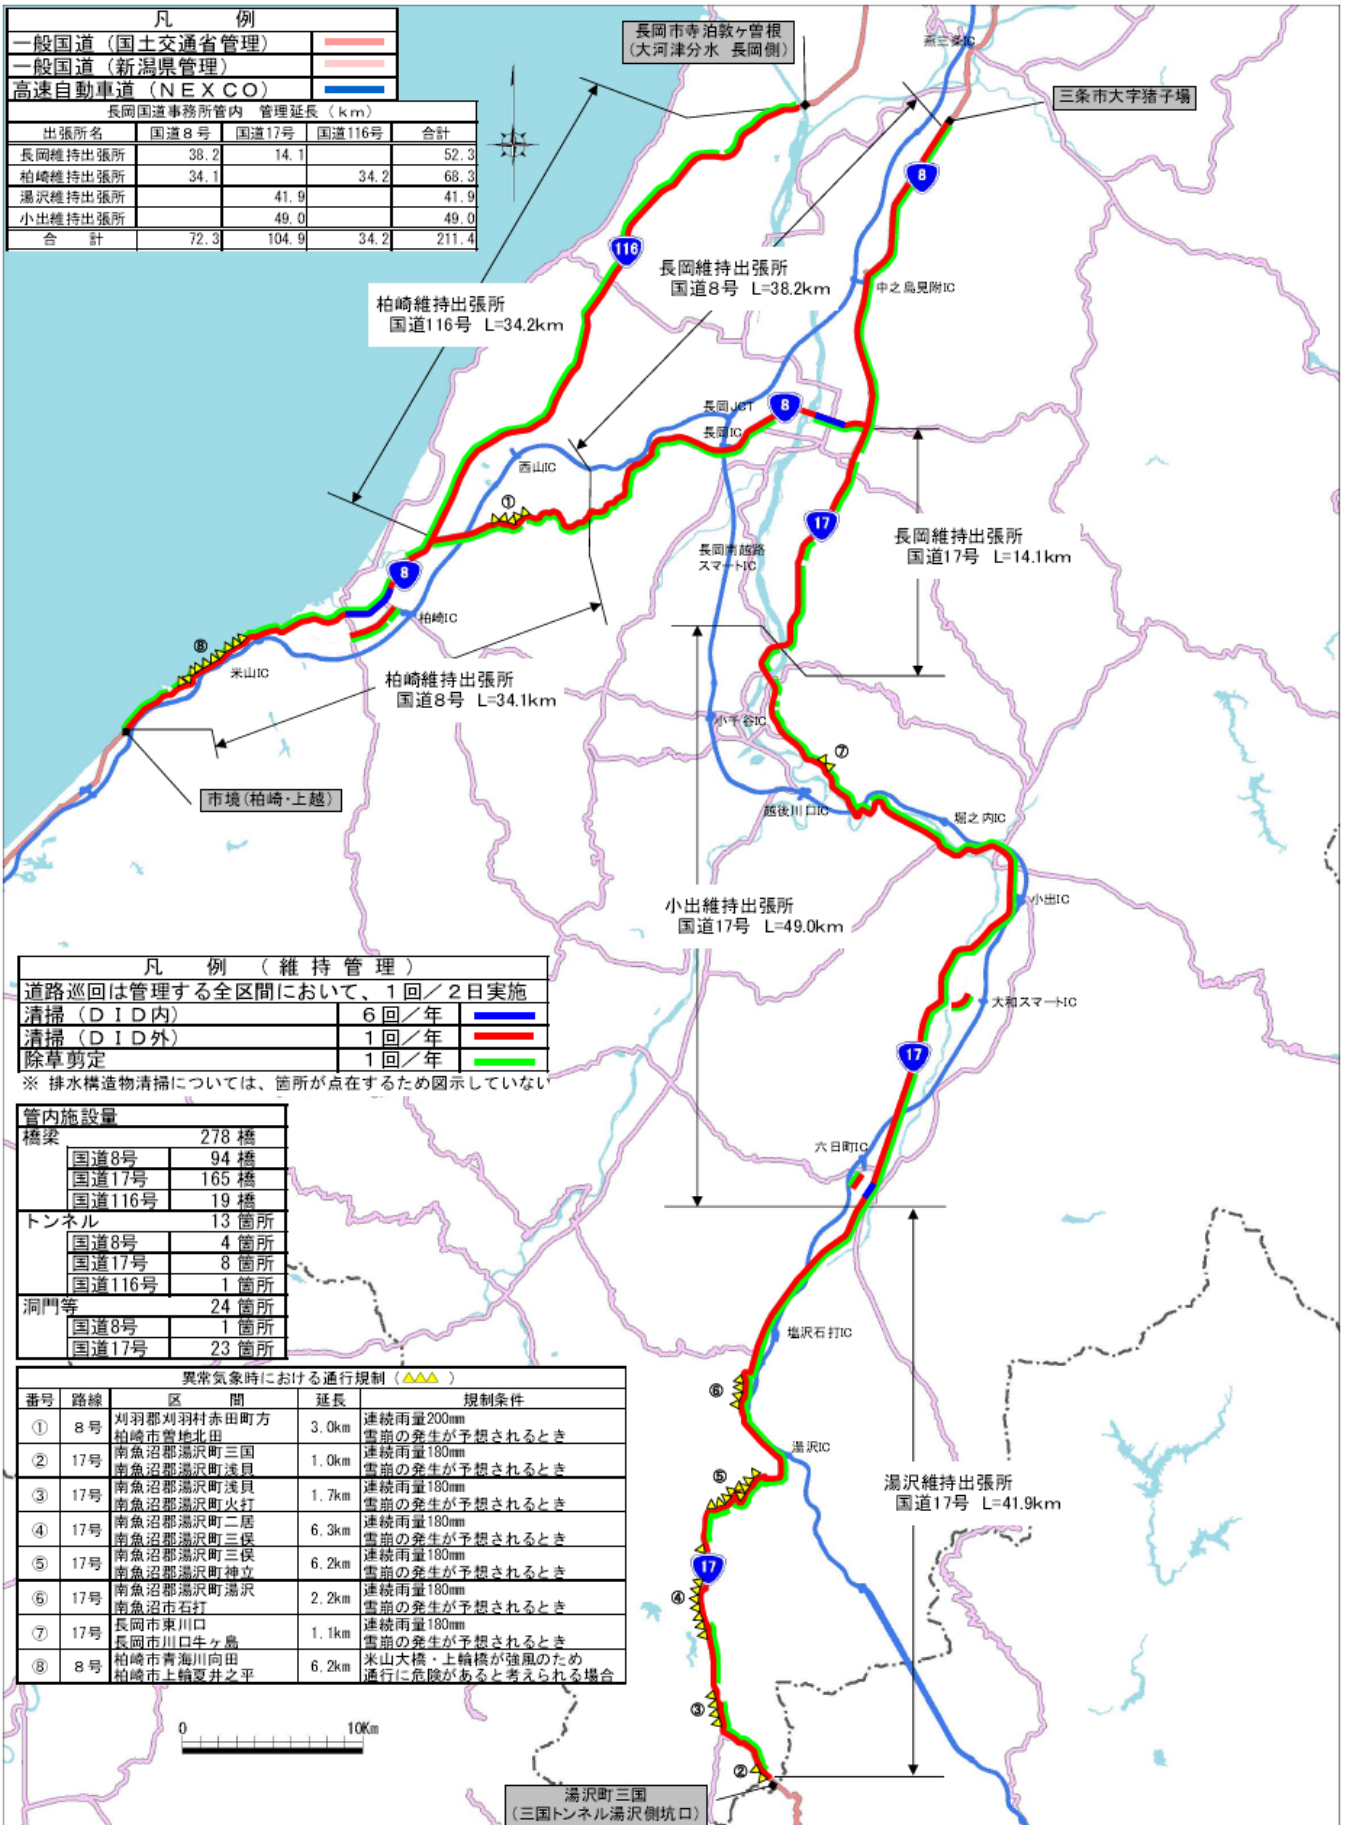 凡 例
一般国道（国土交通省管理）
一般国道（新潟県管理）
高速自動車道（ＮＥＸＣＯ）
長岡国道事務所管内 管理延長（ｋｍ）
出張所名 国道８号 国道17号 国道116号 合計
長岡維持出張所 38.2 14.1 52.3
柏崎維持出張所 34.1 34.2 68.3
湯沢維持出張所 41.9 41.9
小出維持出張所 49.0 49.0
合 計 72.3 104.9 34.2 211.4
長岡市寺泊敦ヶ曽根
（大河津分水 長岡側）
燕三条IC
三条市大字猪子場
8
116
長岡維持出張所
国道8号 L=38.2km
中之島見附IC
柏崎維持出張所
国道116号 L=34.2km
長岡JCT
8
長岡IC
西山IC
①
17
長岡維持出張所
国道17号 L=14.1km
長岡南越路
スマートIC
8
柏崎IC
⑧
米山IC
柏崎維持出張所
国道8号 L=34.1km
小千谷IC
⑦
市境(柏崎・上越)
越後川口IC
堀之内IC
小出維持出張所
国道17号 L=49.0km
小出IC
大和スマートIC
17
凡 例 （維持管理）
道路巡回は管理する全区間において、１回／２日実施
清掃（ＤＩＤ内） ６回／年
清掃（ＤＩＤ外） １回／年
除草剪定 １回／年
※ 排水構造物清掃については、箇所が点在するため図示していない
六日町IC
管内施設量
橋梁 278 橋
国道8号 94 橋
国道17号 165 橋
国道116号 19 橋
トンネル 13 箇所
国道8号 4 箇所
国道17号 8 箇所
国道116号 1 箇所
洞門等 24 箇所
国道8号 1 箇所
国道17号 23 箇所
塩沢石打IC
⑥
湯沢IC
⑤
湯沢維持出張所
国道17号 L=41.9km
17
④
③
②
異常気象時における通行規制（ ）
番号 路線 区 間 延長 規制条件
① 8号 刈羽郡刈羽村赤田町方 3.0km 連続雨量200mm
柏崎市曽地北田 雪崩の発生が予想されるとき
② 17号 南魚沼郡湯沢町三国 1.0km 連続雨量180mm
南魚沼郡湯沢町浅貝 雪崩の発生が予想されるとき
③ 17号 南魚沼郡湯沢町浅貝 1.7km 連続雨量180mm
南魚沼郡湯沢町火打 雪崩の発生が予想されるとき
④ 17号 南魚沼郡湯沢町二居 6.3km 連続雨量180mm
南魚沼郡湯沢町三俣 雪崩の発生が予想されるとき
⑤ 17号 南魚沼郡湯沢町三俣 6.2km 連続雨量180mm
南魚沼郡湯沢町神立 雪崩の発生が予想されるとき
⑥ 17号 南魚沼郡湯沢町湯沢 2.2km 連続雨量180mm
南魚沼市石打 雪崩の発生が予想されるとき
⑦ 17号 長岡市東川口 1.1km 連続雨量180mm
長岡市川口牛ヶ島 雪崩の発生が予想されるとき
⑧ 8号 柏崎市青海川向田 6.2km 米山大橋・上輪橋が強風のため
柏崎市上輪夏井之平 通行に危険があると考えられる場合
0 10Km
湯沢町三国
（三国トンネル湯沢側坑口）